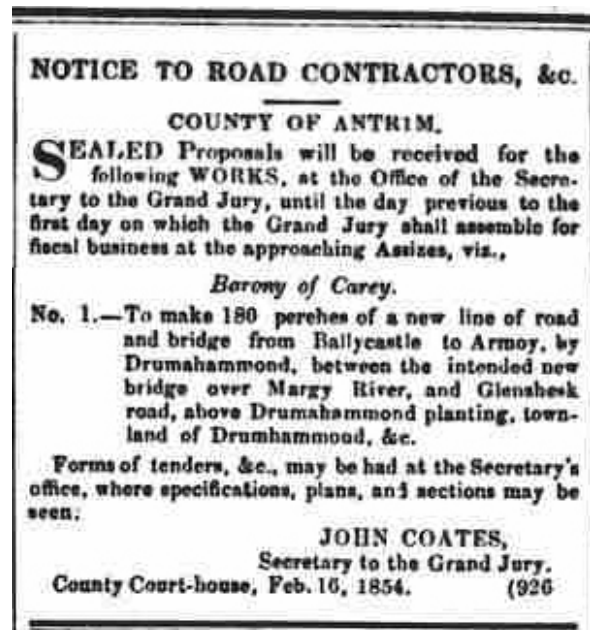 NOTICE TO ROAD CONTRACTORS, &c.
COUNTY OF ANTRIM.
SEALED Proposals will be received for the
following WORKS, at the Office of the Secre-
tary to the Grand Jury, until the day previous to the
first day on which the Grand Jury shall assemble for
fiscal business at the approaching Assizes, viz.,
Barony of Carey.
No. 1.—To make 180 perches of a new line of road
and bridge from Ballycastle to Armoy, by
Drumahammond, between the intended new
bridge over Margy River, and Glenshesk
road, above Drumahammond planting, town-
land of Drumhammood, &c.
Forms of tenders, &c., may be had at the Secretary's
office, where specifications, plans, and sections may be
seen.
JOHN COATES,
Secretary to the Grand Jury.
County Court-house, Feb. 16, 1854. (926